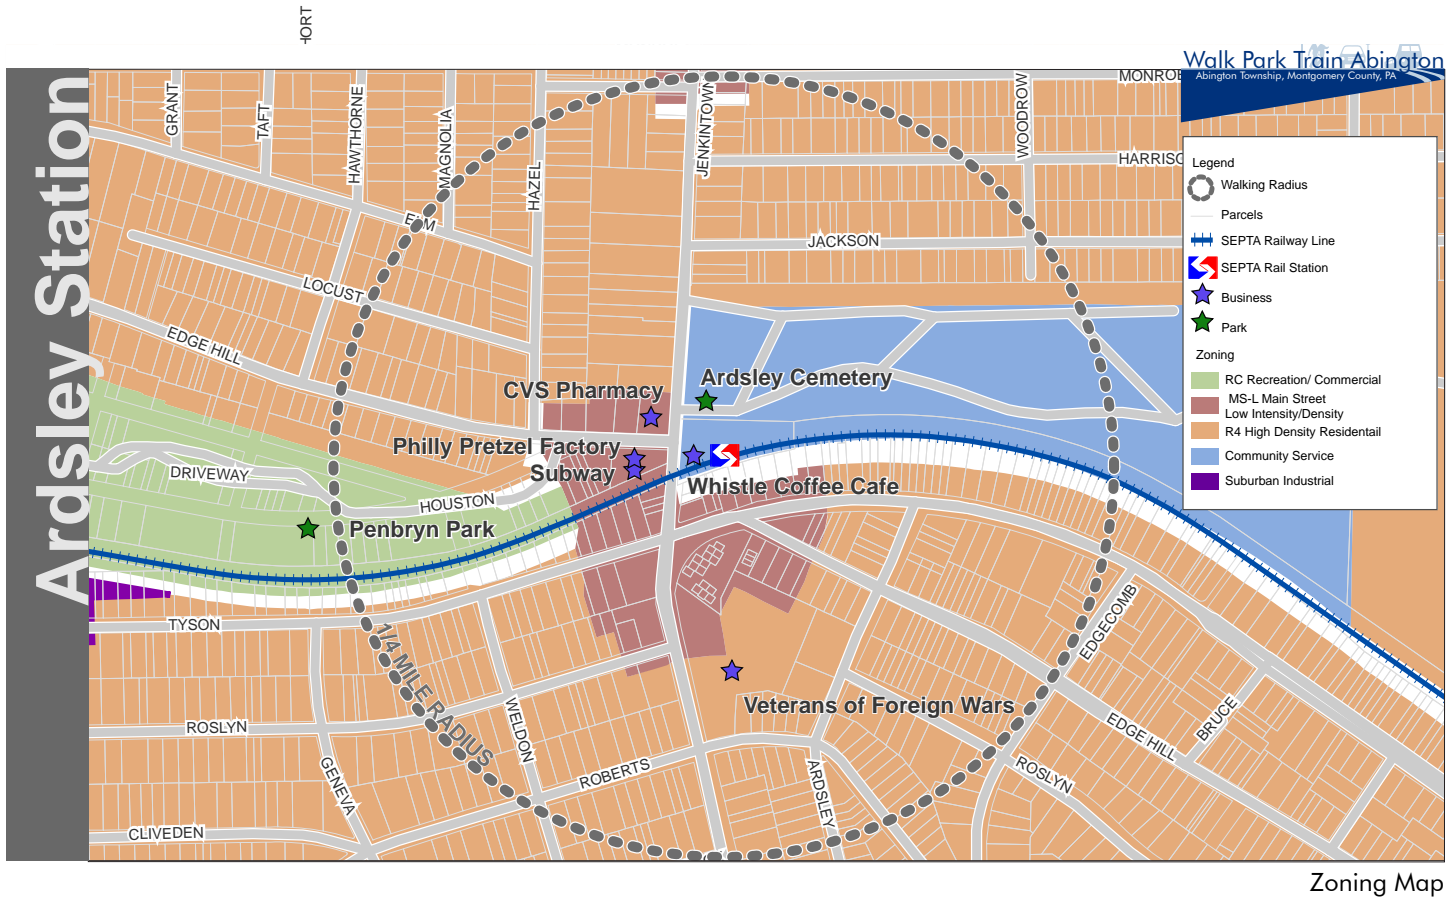 HORT
Walk Park Train Abington
Abington Township, Montgomery County, PA
Ardsley Station
GRANT
TAFT
HAWTHORNE
MAGNOLIA
HAZEL
JENKINTOWN
WOODROW
MONROE
HARRISO
ELM
JACKSON
LOCUST
EDGE HILL
Legend
Walking Radius
Parcels
SEPTA Railway Line
SEPTA Rail Station
Business
Park
Zoning
RC Recreation/ Commercial
MS-L Main Street
Low Intensity/Density
R4 High Density Residentail
Community Service
Suburban Industrial
CVS Pharmacy
Ardsley Cemetery
Philly Pretzel Factory
Subway
Whistle Coffee Cafe
DRIVEWAY
HOUSTON
Penbryn Park
TYSON
1/4 MILE RADIUS
EDGECOMB
Veterans of Foreign Wars
ROSLYN
WELDON
GENEVA
ROBERTS
ARDSLEY
EDGE HILL
BRUCE
ROSLYN
CLIVEDEN
Zoning Map